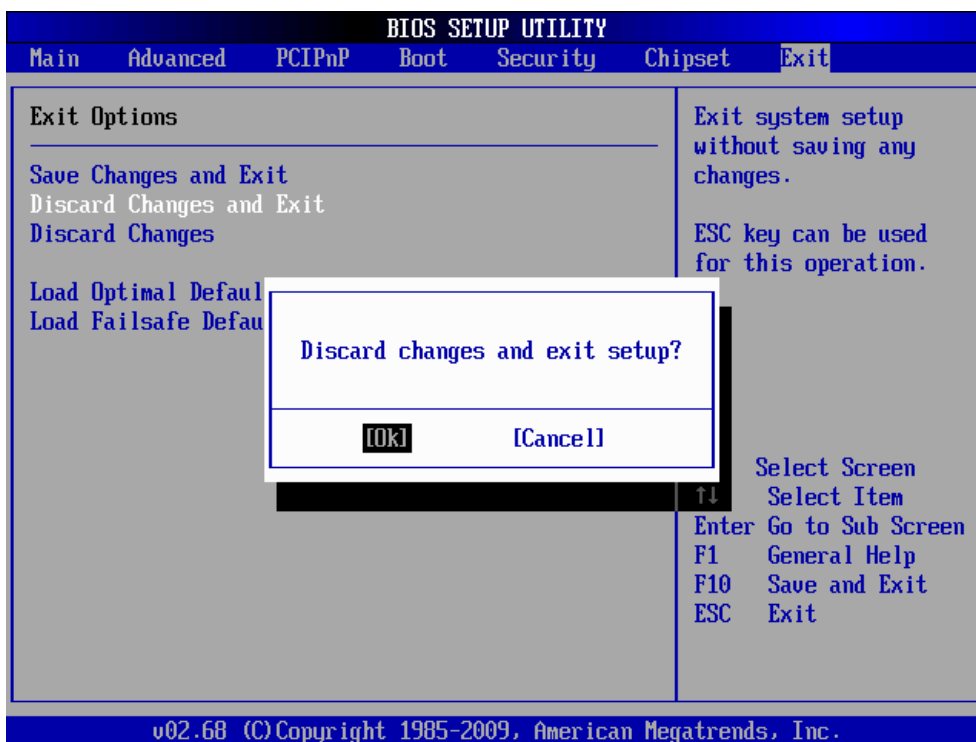 BIOS SETUP UTILITY
Main Advanced PCIPnP Boot Security Chipset Exit
Exit Options
Save Changes and Exit
Discard Changes and Exit
Discard Changes
Load Optimal Defaul
Load Failsafe Defau
Discard changes and exit setup?
[Ok] [Cancel]
Exit system setup
without saving any
changes.
ESC key can be used
for this operation.
Select Screen
↑↓ Select Item
Enter Go to Sub Screen
F1 General Help
F10 Save and Exit
ESC Exit
v02.68 (C)Copyright 1985-2009, American Megatrends, Inc.